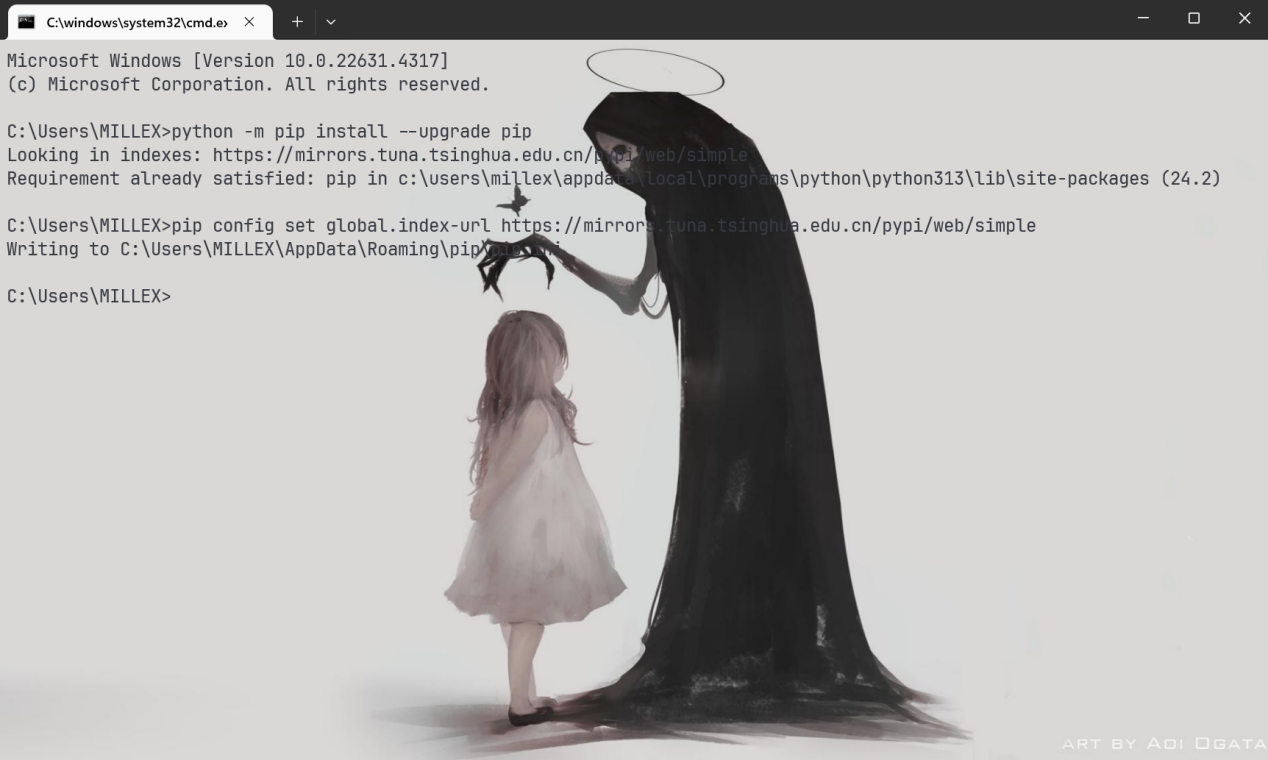 C:\windows\system32\cmd.ex
Microsoft Windows [Version 10.0.22631.4317]
(c) Microsoft Corporation. All rights reserved.
C:\Users\MILLEX>python -m pip install --upgrade pip
Looking in indexes: https://mirrors.tuna.tsinghua.edu.cn/pypi/web/simple
Requirement already satisfied: pip in c:\users\millex\appdata\local\programs\python\python313\lib\site-packages (24.2)
C:\Users\MILLEX>pip config set global.index-url https://mirrors.tuna.tsinghua.edu.cn/pypi/web/simple
Writing to C:\Users\MILLEX\AppData\Roaming\pip\pip.ini
C:\Users\MILLEX>
ART BY ADI OGATA